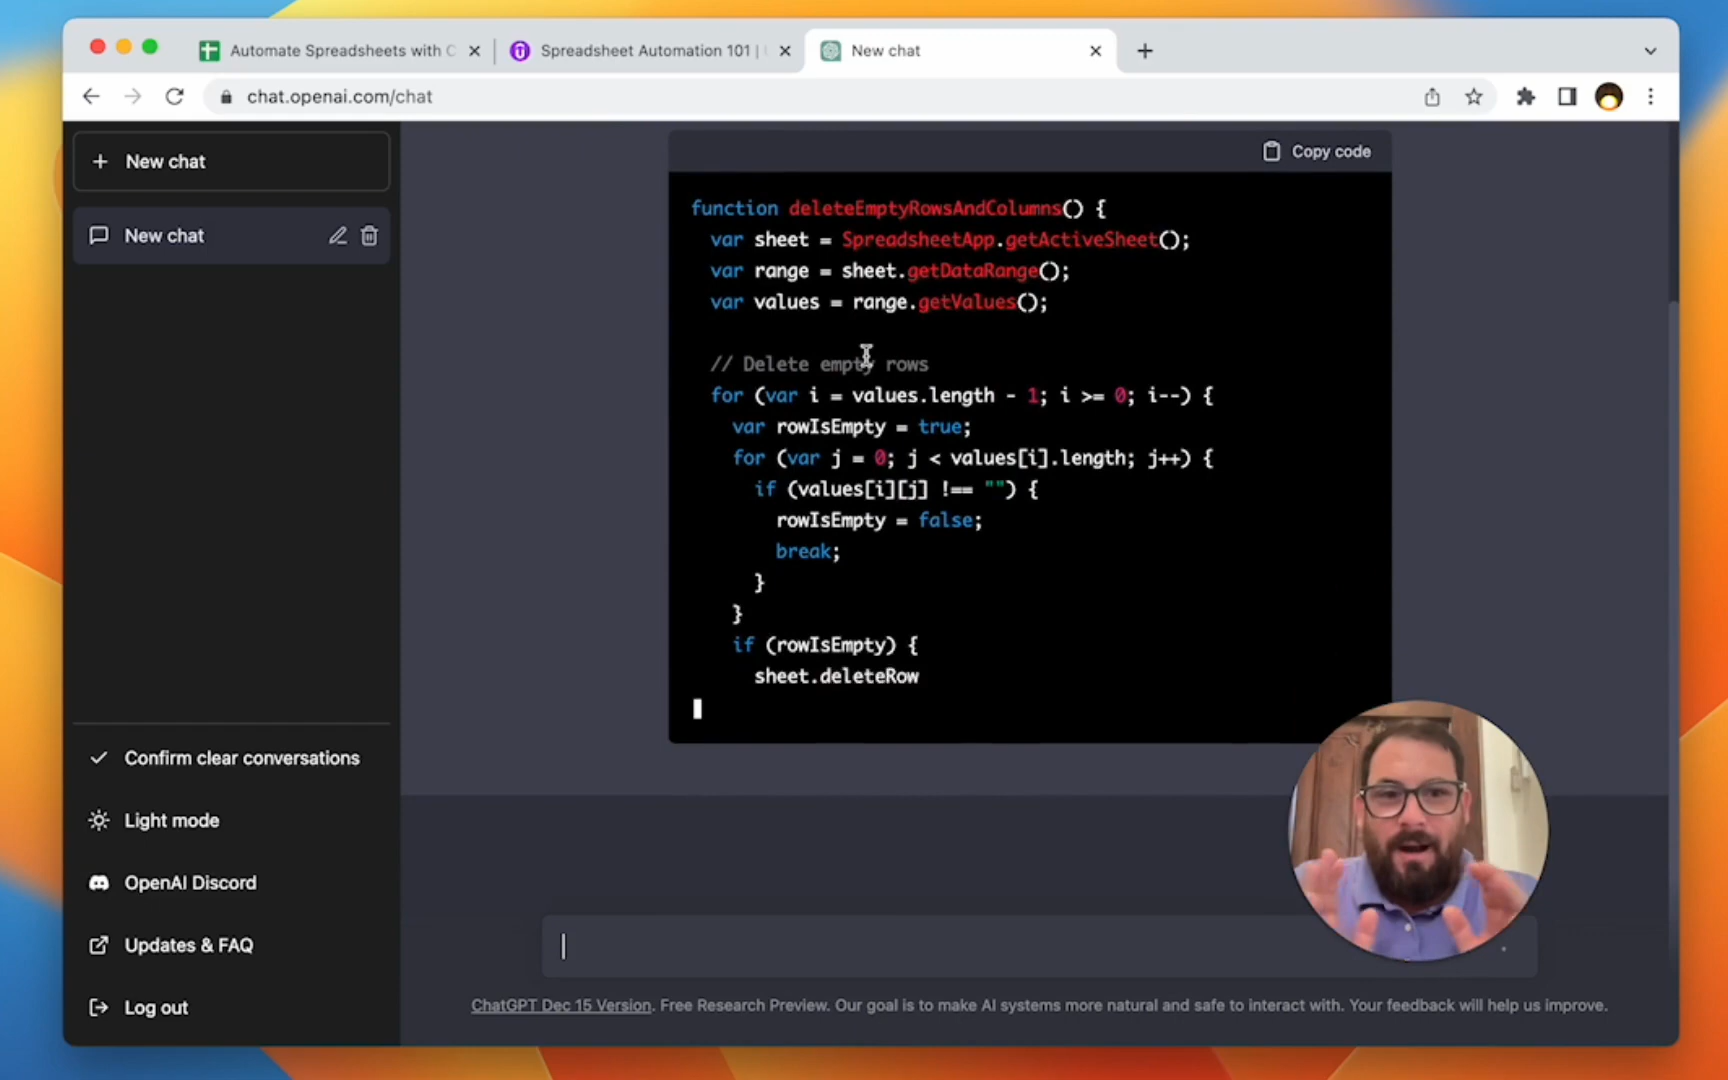 Automate Spreadsheets with C
Spreadsheet Automation 101 |
New chat
chat.openai.com/chat
New chat
New chat
Confirm clear conversations
Light mode
OpenAI Discord
Updates & FAQ
Log out
Copy code
function deleteEmptyRowsAndColumns() {
var sheet = SpreadsheetApp.getActiveSheet();
var range = sheet.getDataRange();
var values = range.getValues();
// Delete empty rows
for (var i = values.length - 1; i >= 0; i--) {
var rowIsEmpty = true;
for (var j = 0; j < values[i].length; j++) {
if (values[i][j] !== "") {
rowIsEmpty = false;
break;
}
}
if (rowIsEmpty) {
sheet.deleteRow
ChatGPT Dec 15 Version. Free Research Preview. Our goal is to make AI systems more natural and safe to interact with. Your feedback will help us improve.